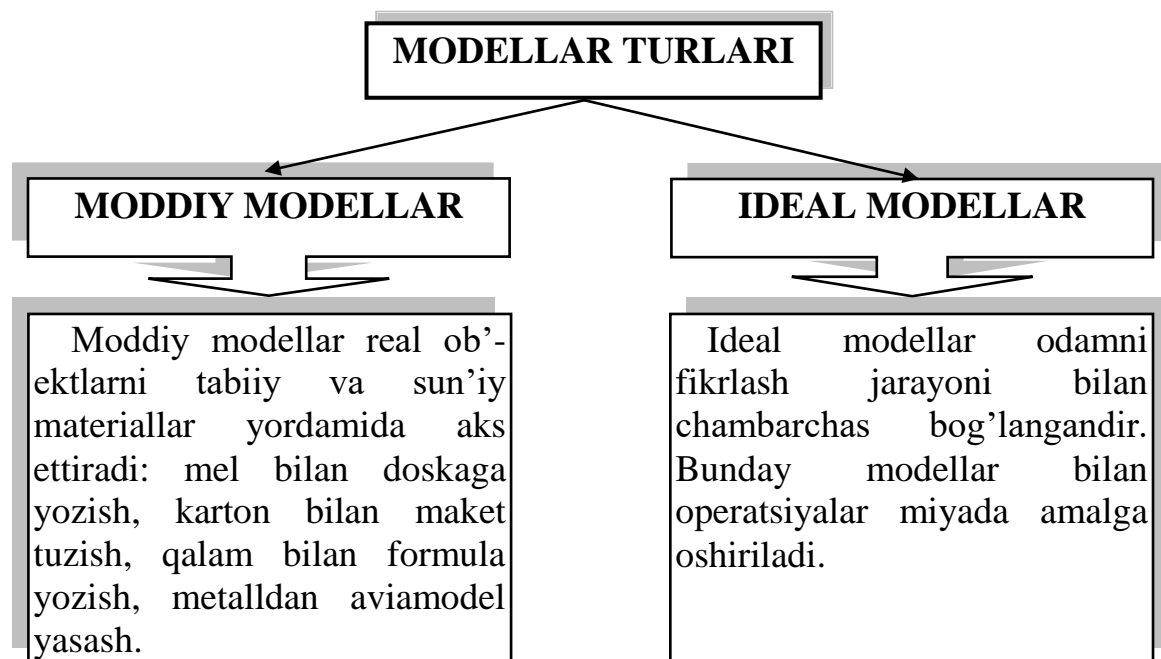 MODELLAR TURLARI
MODDIY MODELLAR
IDEAL MODELLAR
Moddiy modellar real ob’-
ektlarni tabiiy va sun’iy
materiallar yordamida aks
ettiradi: mel bilan doskaga
yozish, karton bilan maket
tuzish, qalam bilan formula
yozish, metalldan aviamodel
yasash.
Ideal modellar odamni
fikrlash jarayoni bilan
chambarchas bog’langandir.
Bunday modellar bilan
operatsiyalar miyada amalga
oshiriladi.